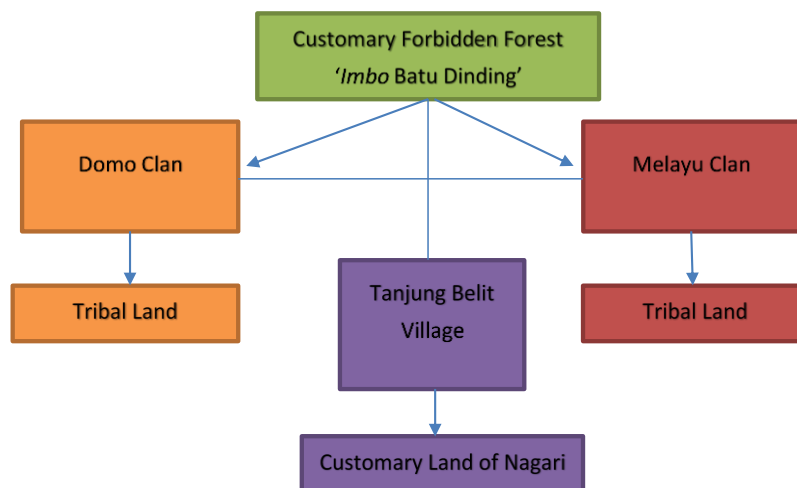 Customary Forbidden Forest
‘Imbo Batu Dinding’
Domo Clan
Melayu Clan
Tanjung Belit
Village
Tribal Land
Tribal Land
Customary Land of Nagari